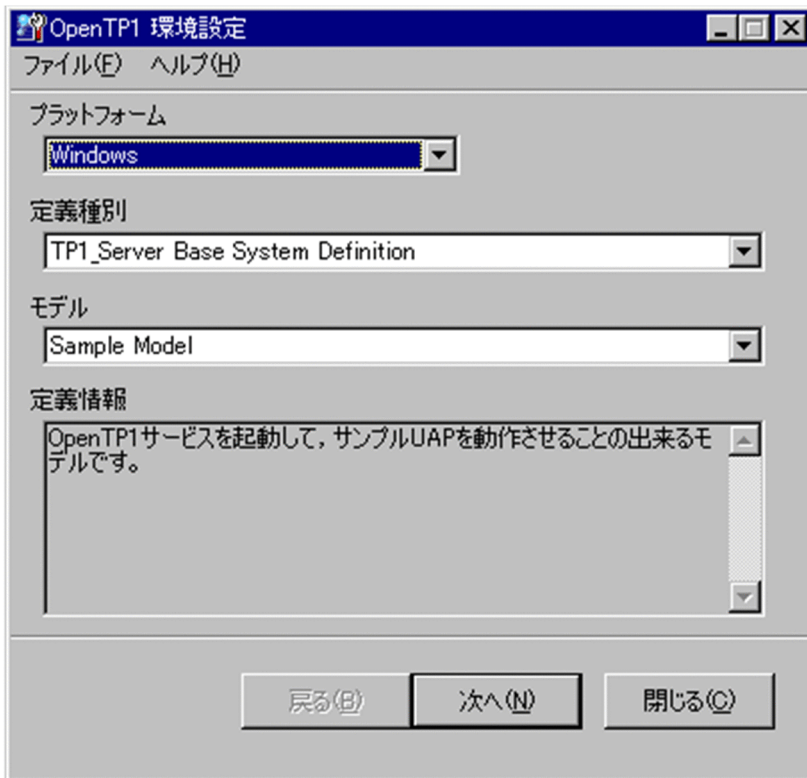 OpenTP1 環境設定
ファイル(F) ヘルプ(H)
プラットフォーム
Windows
定義種別
TP1_Server Base System Definition
モデル
Sample Model
定義情報
OpenTP1サービスを起動して，サンプルUAPを動作させることの出来るモ
デルです。
戻る(B) 次へ(N) 閉じる(C)